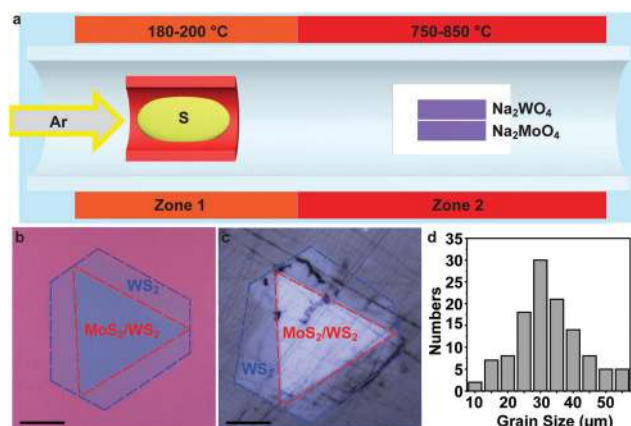 a
180-200 °C
750-850 °C
Ar
S
Na₂WO₄
Na₂MoO₄
Zone 1
Zone 2
b
WS₂
MoS₂/WS₂
c
MoS₂/WS₂
WS₂
d
35
30
25
20
15
10
5
0
Numbers
10 20 30 40 50
Grain Size (μm)